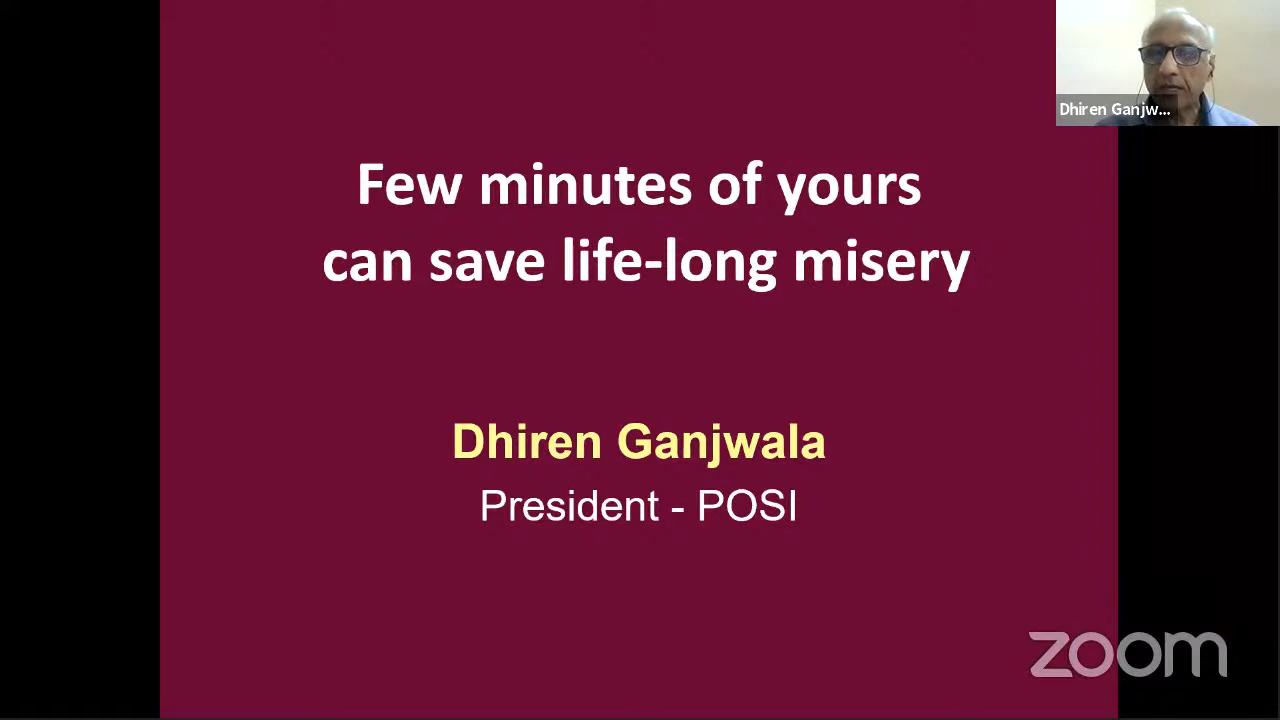 Dhiren Ganjw...
Few minutes of yours
can save life-long misery
Dhiren Ganjwala
President - POSI
zoom